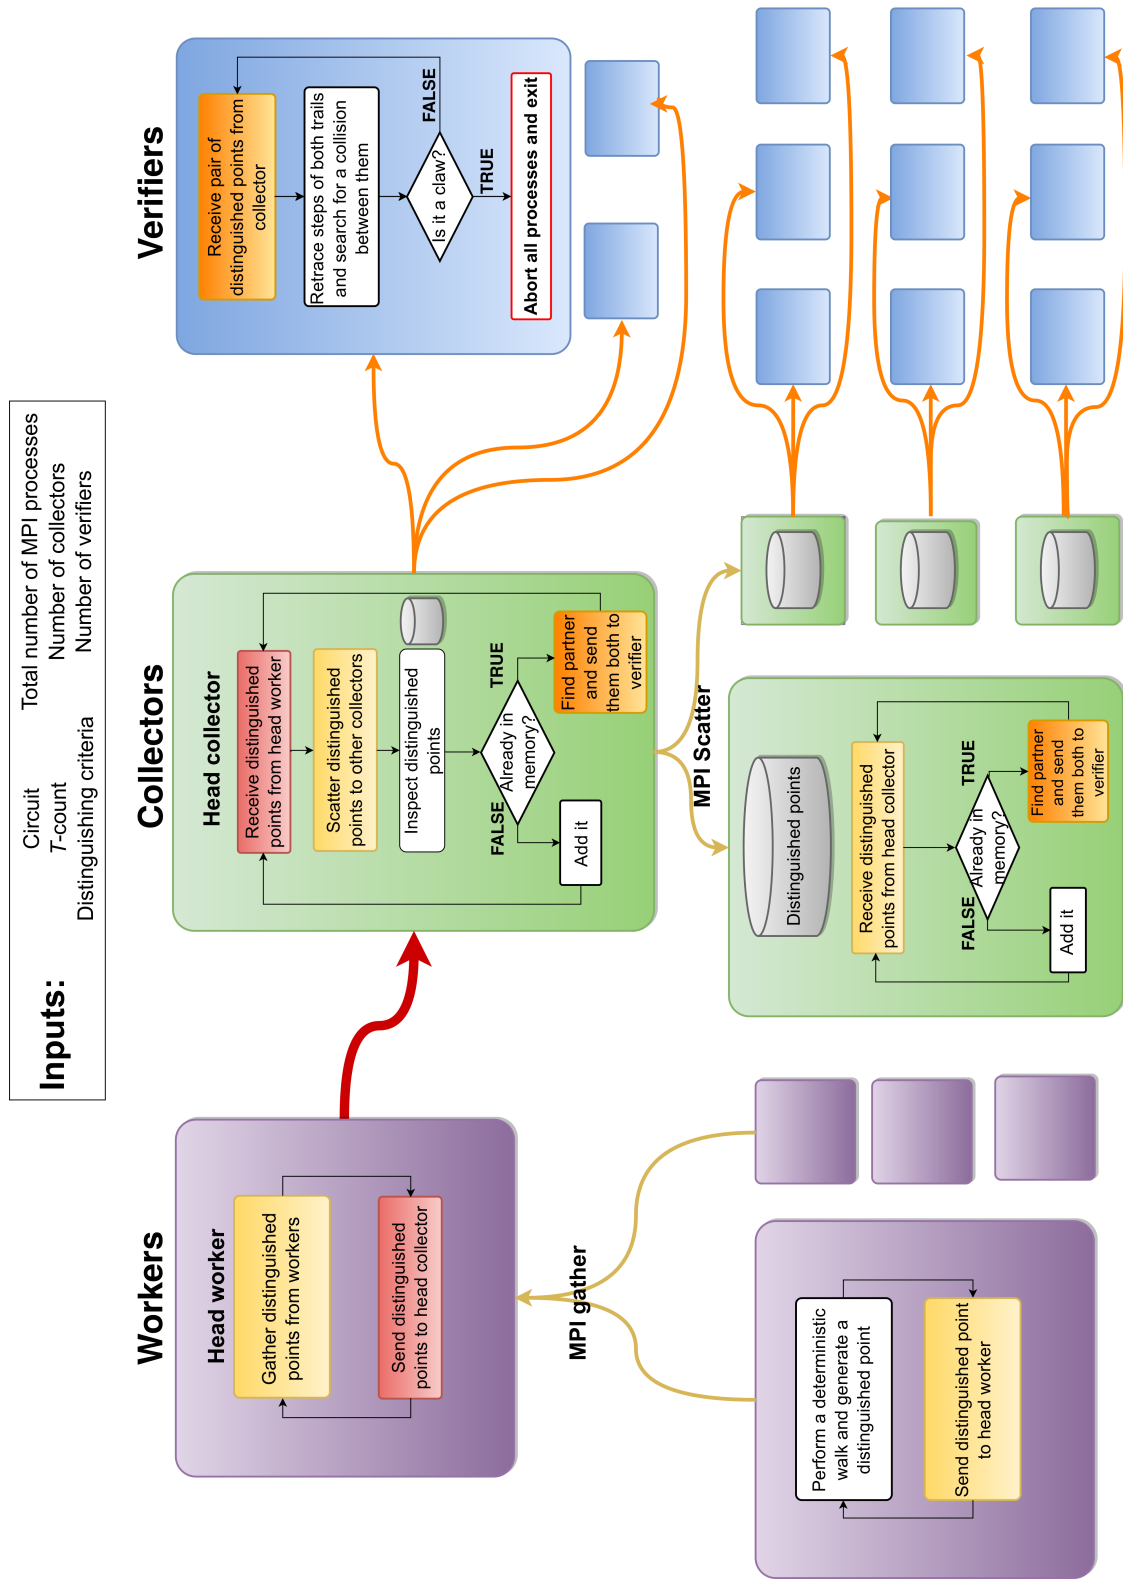 Inputs:
Circuit
T-count
Distinguishing criteria
Total number of MPI processes
Number of collectors
Number of verifiers
Workers
Head worker
Gather distinguished
points from workers
Send distinguished
points to head collector
MPI gather
Perform a deterministic
walk and generate a
distinguished point
Send distinguished point
to head worker
Collectors
Head collector
Receive distinguished
points from head worker
Scatter distinguished
points to other collectors
Inspect distinguished
points
Already in
memory?
FALSE
TRUE
Add it
Find partner
and send
them both to
verifier
MPI Scatter
Distinguished points
Receive distinguished
points from head collector
Already in
memory?
FALSE
TRUE
Add it
Find partner
and send
them both to
verifier
Verifiers
Receive pair of
distinguished points from
collector
Retrace steps of both trails
and search for a collision
between them
Is it a claw?
FALSE
TRUE
Abort all processes and exit